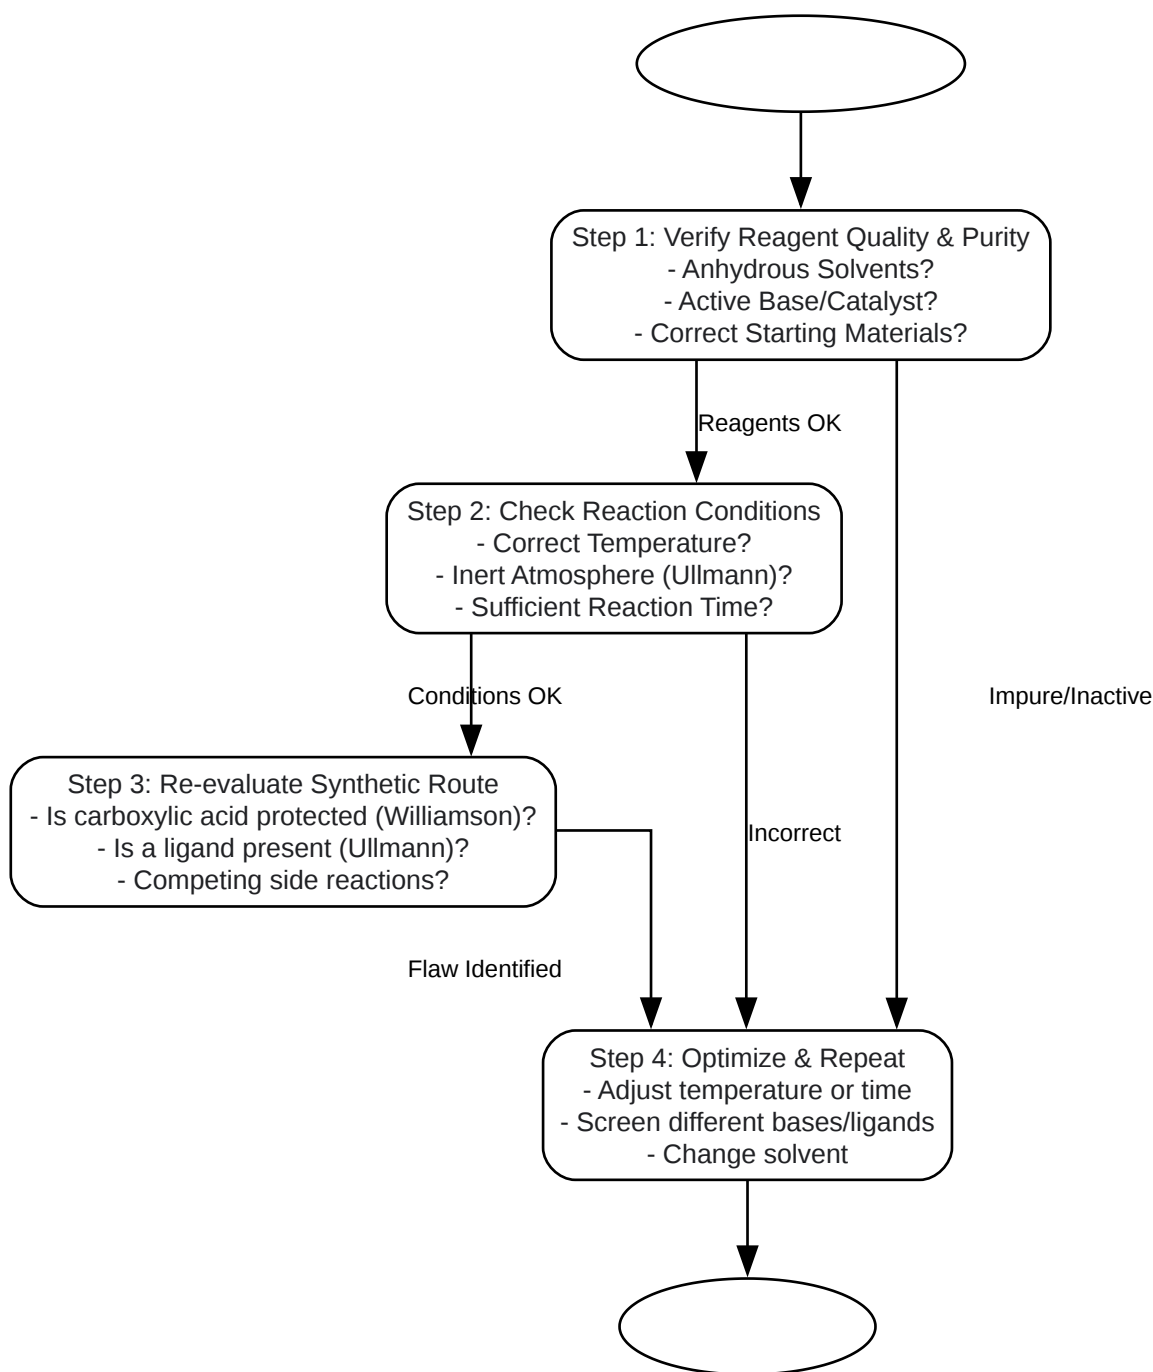 Step 1: Verify Reagent Quality & Purity
- Anhydrous Solvents?
- Active Base/Catalyst?
- Correct Starting Materials?
Reagents OK
Step 2: Check Reaction Conditions
- Correct Temperature?
- Inert Atmosphere (Ullmann)?
- Sufficient Reaction Time?
Conditions OK
Impure/Inactive
Step 3: Re-evaluate Synthetic Route
- Is carboxylic acid protected (Williamson)?
- Is a ligand present (Ullmann)?
- Competing side reactions?
Incorrect
Flaw Identified
Step 4: Optimize & Repeat
- Adjust temperature or time
- Screen different bases/ligands
- Change solvent